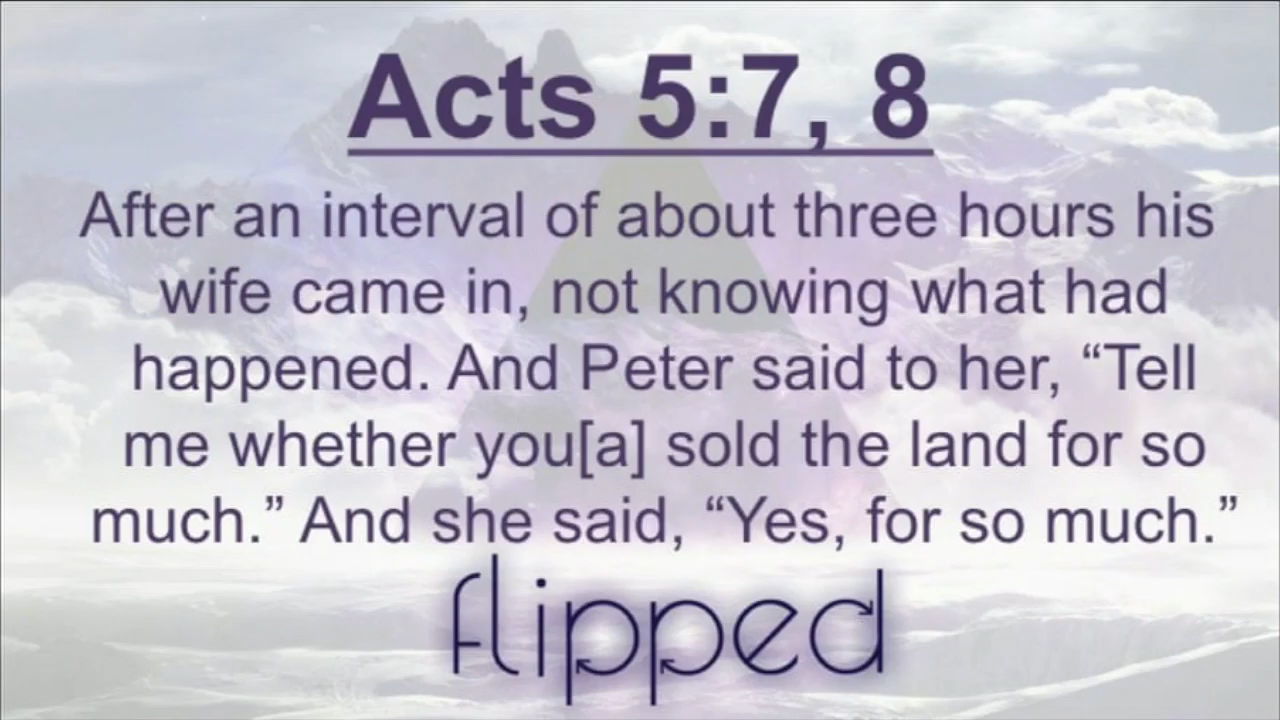 Acts 5:7, 8
After an interval of about three hours his
wife came in, not knowing what had
happened. And Peter said to her, “Tell
me whether you[a] sold the land for so
much.” And she said, “Yes, for so much.”
flipped